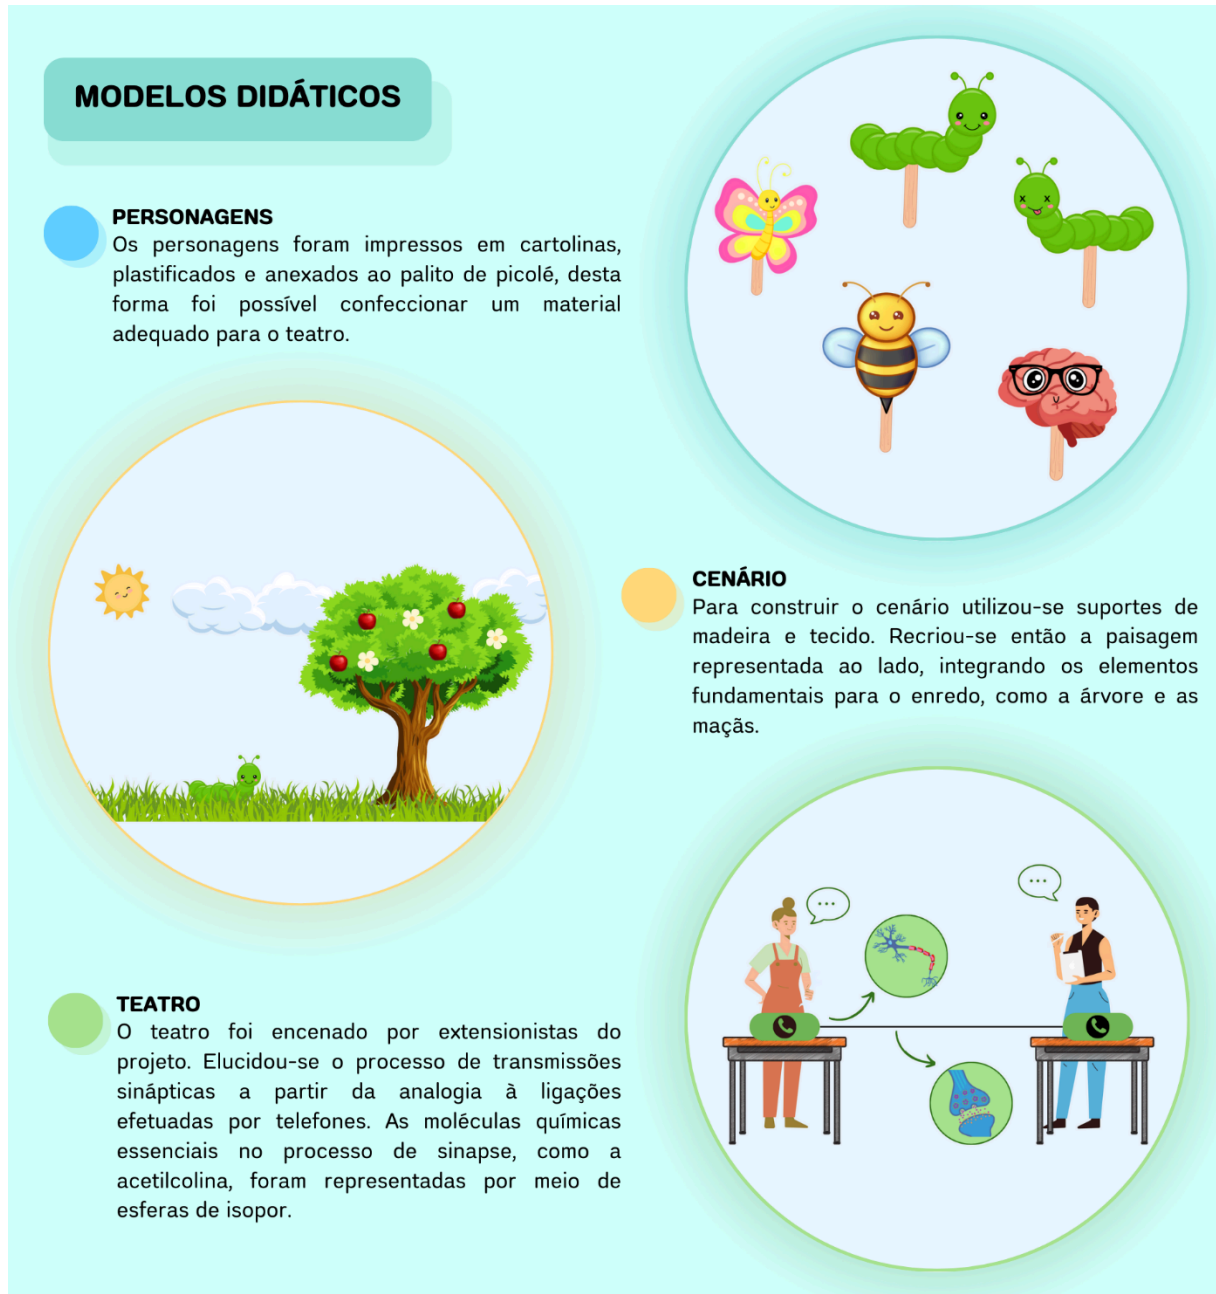 MODELOS DIDÁTICOS
PERSONAGENS
Os personagens foram impressos em cartolinas,
plastificados e anexados ao palito de picolé, desta
forma foi possível confeccionar um material
adequado para o teatro.
CENÁRIO
Para construir o cenário utilizou-se suportes de
madeira e tecido. Recriou-se então a paisagem
representada ao lado, integrando os elementos
fundamentais para o enredo, como a árvore e as
maçãs.
TEATRO
O teatro foi encenado por extensionistas do
projeto. Elucidou-se o processo de transmissões
sinápticas a partir da analogia à ligações
efetuadas por telefones. As moléculas químicas
essenciais no processo de sinapse, como a
acetilcolina, foram representadas por meio de
esferas de isopor.